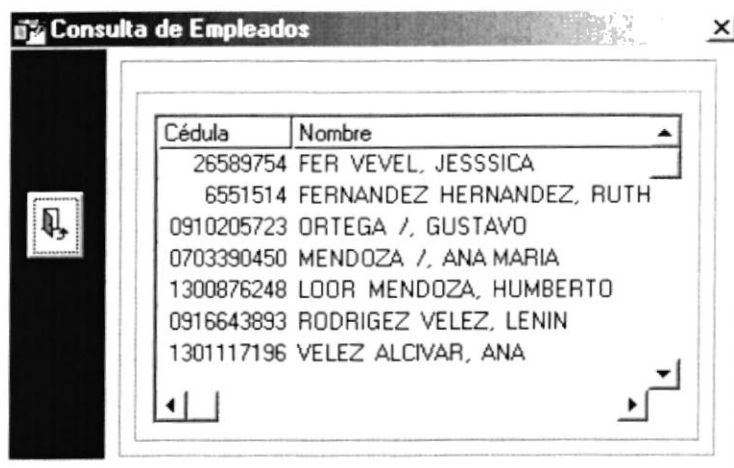 Consulta de Empleados
Cédula Nombre
26589754 FER VEVEL, JESSSICA
6551514 FERNANDEZ HERNANDEZ, RUTH
0910205723 ORTEGA /, GUSTAVO
0703390450 MENDOZA /, ANA MARIA
1300876248 LOOR MENDOZA, HUMBERTO
0916643893 RODRIGEZ VELEZ, LENIN
1301117196 VELEZ ALCIVAR, ANA